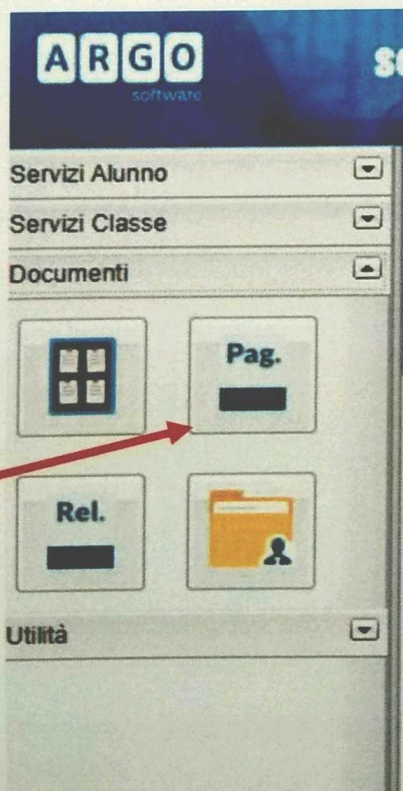 ARGO
software
Servizi Alunno
Servizi Classe
Documenti
Pag.
Rel.
Utilità